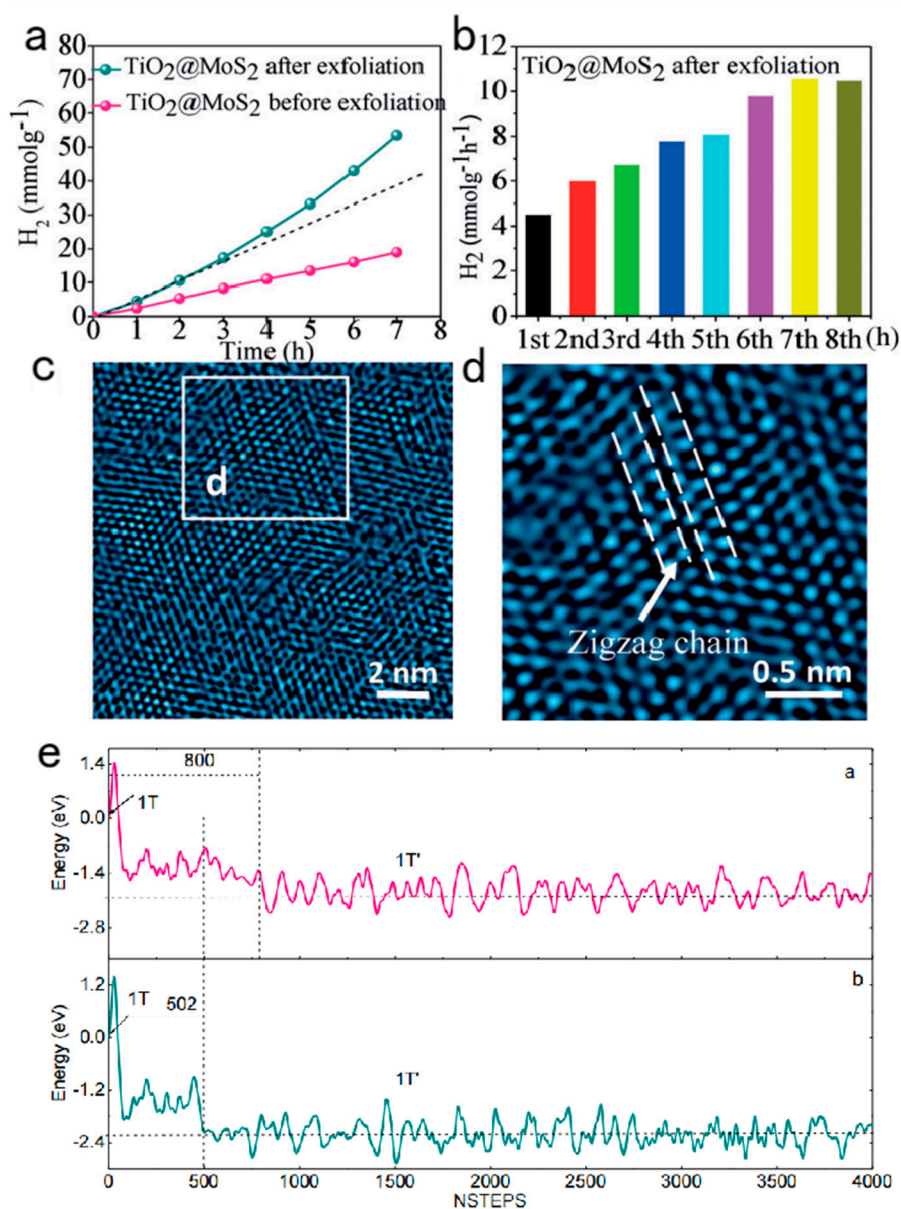 a
80
70
60
50
40
30
20
10
0
H2 (mmolg-1)
TiO2@MoS2 after exfoliation
TiO2@MoS2 before exfoliation
0 1 2 3 4 5 6 7 8
Time (h)
b
12
10
8
6
4
2
0
H2 (mmolg-1h-1)
TiO2@MoS2 after exfoliation
1st 2nd 3rd 4th 5th 6th 7th 8th (h)
c
d
2 nm
d
Zigzag chain
0.5 nm
e
1.4
0.0
-1.4
-2.8
Energy (eV)
800
a
1T
1T'
1.2
0.0
-1.2
-2.4
Energy (eV)
b
1T
502
1T'
0 500 1000 1500 2000 2500 3000 3500 4000
NSTEPS